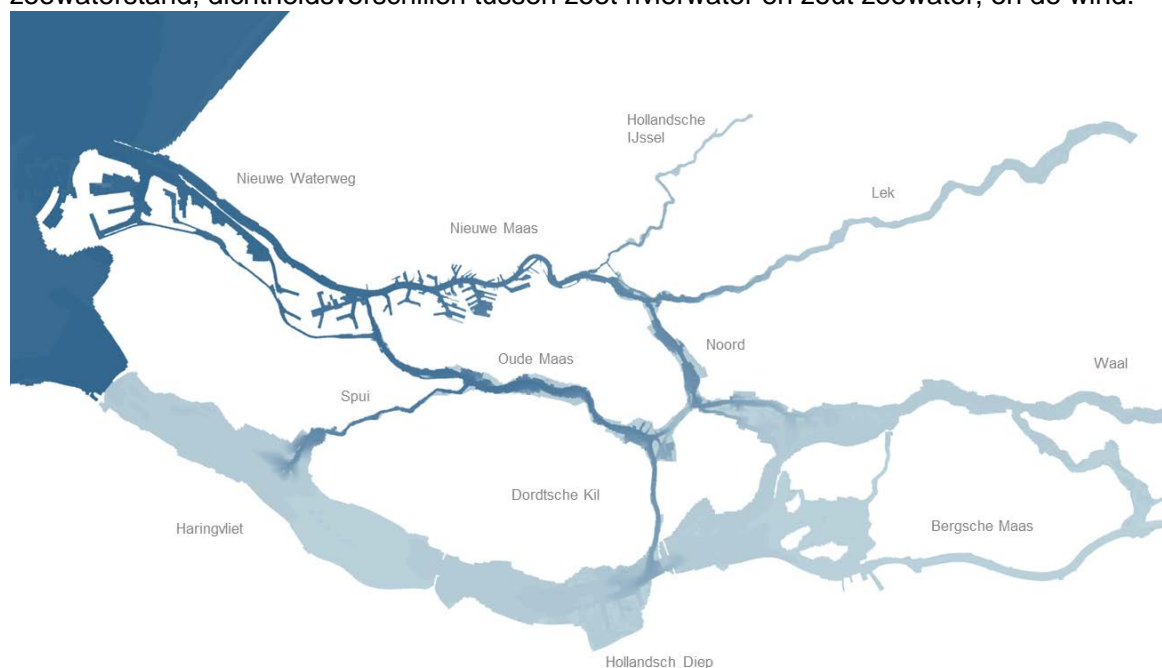 zeewaterstand, dichtheidsverschillen tussen zoet rivierwater en zout zeewater, en de wind.
Hollandsche
IJssel
Nieuwe Waterweg
Lek
Nieuwe Maas
Noord
Oude Maas
Waal
Spui
Dordtsche Kil
Haringvliet
Bergsche Maas
Hollandsch Diep